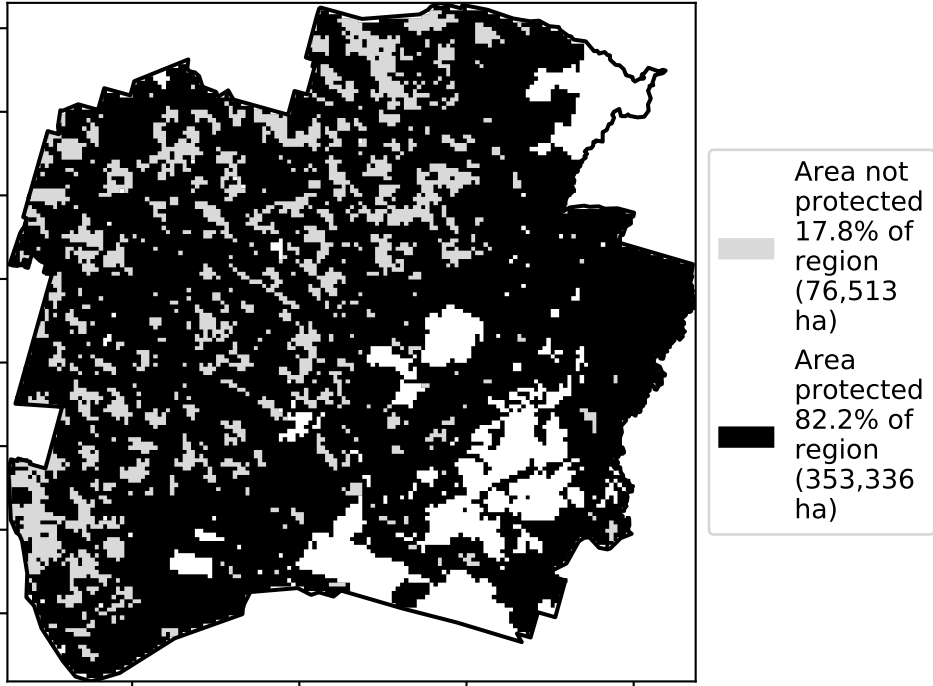 Area not
protected
17.8% of
region
(76,513
ha)
Area
protected
82.2% of
region
(353,336
ha)